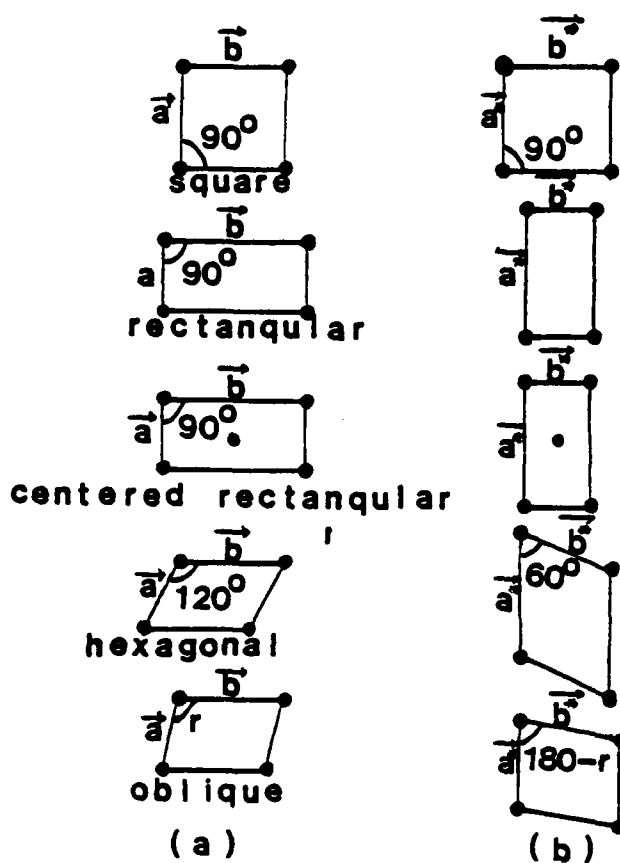 b⃗ b⃗*
a⃗ 90° a⃗* 90°
square
b⃗ b⃗*
a 90° a⃗*
rectanqular
b⃗ b⃗*
a⃗ 90° a⃗*
centered rectanqular
b⃗ b⃗*
a⃗ 120° a⃗* 60°
hexagonal
b⃗ b⃗*
a⃗ r a⃗* 180-r
oblique
(a) (b)